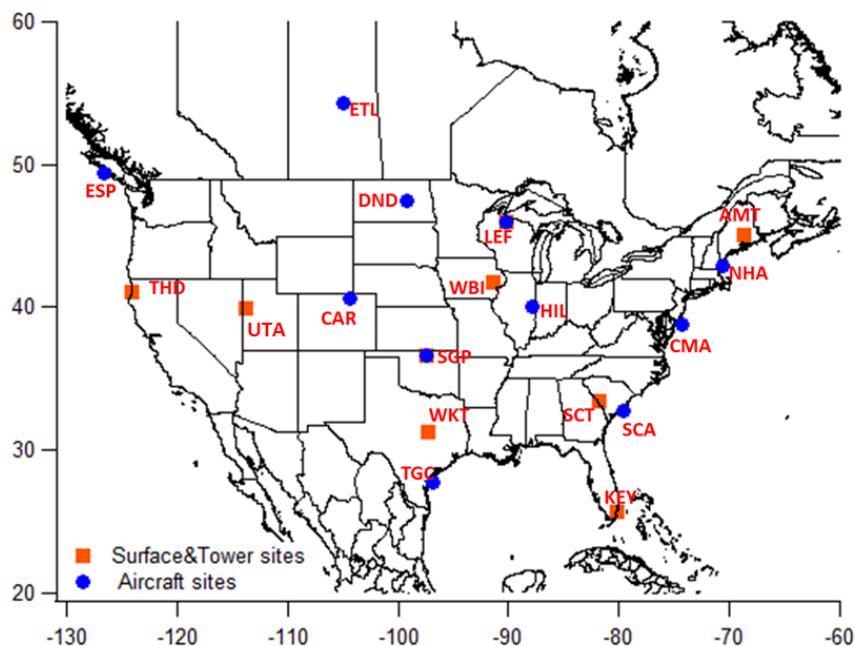 60
50
40
30
20
ETL
ESP
DND
AMT
LEF
NHA
THD
WBI
UTA
CAR
HIL
CMA
SGP
WKT
SCT
SCA
TGC
KEY
Surface&Tower sites
Aircraft sites
-130 -120 -110 -100 -90 -80 -70 -60